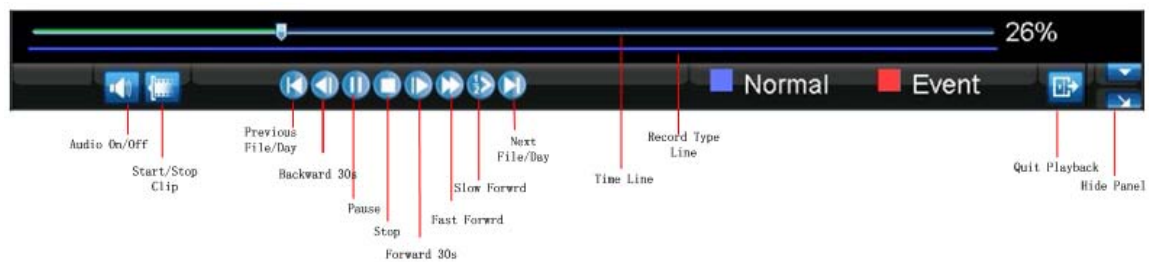 26%
Normal
Event
Audio On/Off
Start/Stop
Clip
Previous
File/Day
Backward 30s
Pause
Stop
Forward 30s
Fast Forwrd
Slow Forwrd
Next
File/Day
Time Line
Record Type
Line
Quit Playback
Hide Panel